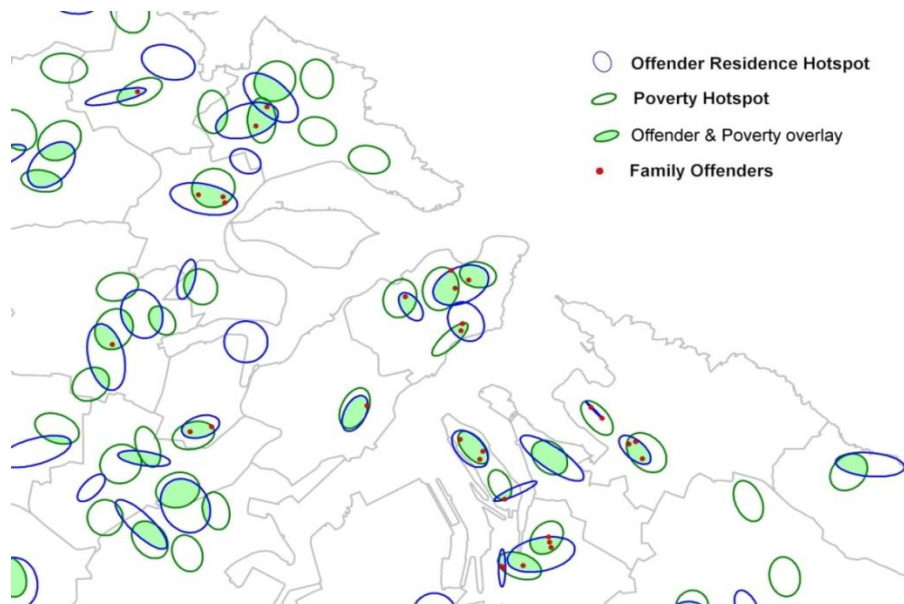 Offender Residence Hotspot
Poverty Hotspot
Offender & Poverty overlay
Family Offenders